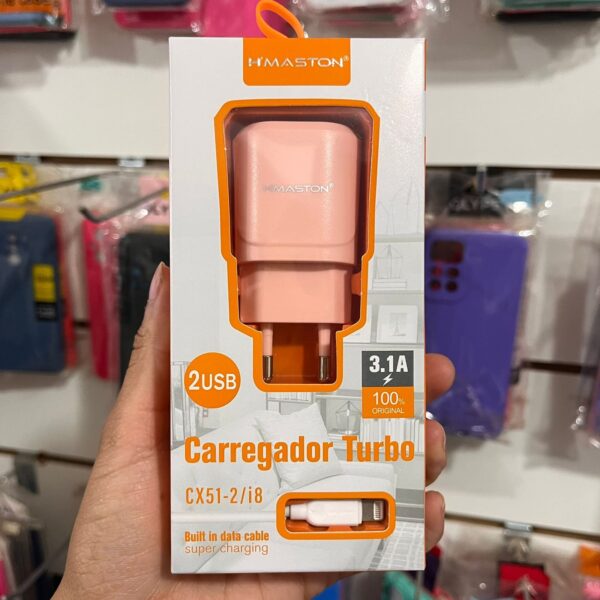 H'MASTON®
H'MASTON®
2USB
3.1A
100%
ORIGINAL
Carregador Turbo
CX51-2/i8
Built in data cable
super charging